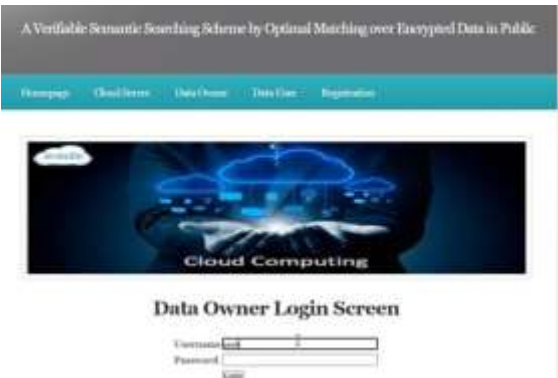 A Verifiable Semantic Searching Scheme by Optimal Matching over Encrypted Data in Public
Homepage Cloud Server Data Owner Data User Registration
Cloud Computing
Data Owner Login Screen
Username
Password
Login